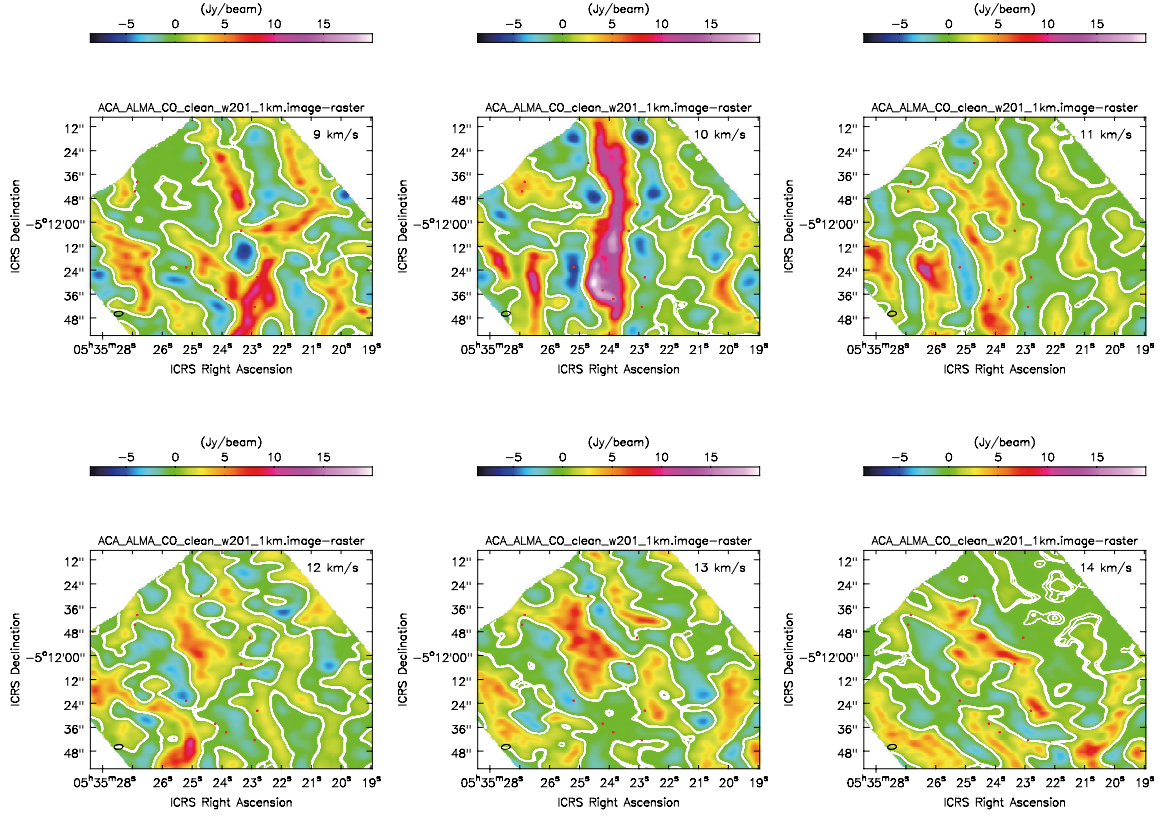 (Jy/beam) (Jy/beam) (Jy/beam)
−5 0 5 10 15 −5 0 5 10 15 −5 0 5 10 15
ACA_ALMA_CO_clean_w201_1km.image−raster ACA_ALMA_CO_clean_w201_1km.image−raster ACA_ALMA_CO_clean_w201_1km.image−raster
9 km/s 10 km/s 11 km/s
12" 12" 12"
24" 24" 24"
36" 36" 36"
48" 48" 48"
−5°12'00" −5°12'00" −5°12'00"
12" 12" 12"
24" 24" 24"
36" 36" 36"
48" 48" 48"
ICRS Declination ICRS Declination ICRS Declination
05ʰ35ᵐ28ˢ 26ˢ 25ˢ 24ˢ 23ˢ 22ˢ 21ˢ 20ˢ 19ˢ 05ʰ35ᵐ28ˢ 26ˢ 25ˢ 24ˢ 23ˢ 22ˢ 21ˢ 20ˢ 19ˢ 05ʰ35ᵐ28ˢ 26ˢ 25ˢ 24ˢ 23ˢ 22ˢ 21ˢ 20ˢ 19ˢ
ICRS Right Ascension ICRS Right Ascension ICRS Right Ascension
(Jy/beam) (Jy/beam) (Jy/beam)
−5 0 5 10 15 −5 0 5 10 15 −5 0 5 10 15
ACA_ALMA_CO_clean_w201_1km.image−raster ACA_ALMA_CO_clean_w201_1km.image−raster ACA_ALMA_CO_clean_w201_1km.image−raster
12 km/s 13 km/s 14 km/s
12" 12" 12"
24" 24" 24"
36" 36" 36"
48" 48" 48"
−5°12'00" −5°12'00" −5°12'00"
12" 12" 12"
24" 24" 24"
36" 36" 36"
48" 48" 48"
ICRS Declination ICRS Declination ICRS Declination
05ʰ35ᵐ28ˢ 26ˢ 25ˢ 24ˢ 23ˢ 22ˢ 21ˢ 20ˢ 19ˢ 05ʰ35ᵐ28ˢ 26ˢ 25ˢ 24ˢ 23ˢ 22ˢ 21ˢ 20ˢ 19ˢ 05ʰ35ᵐ28ˢ 26ˢ 25ˢ 24ˢ 23ˢ 22ˢ 21ˢ 20ˢ 19ˢ
ICRS Right Ascension ICRS Right Ascension ICRS Right Ascension